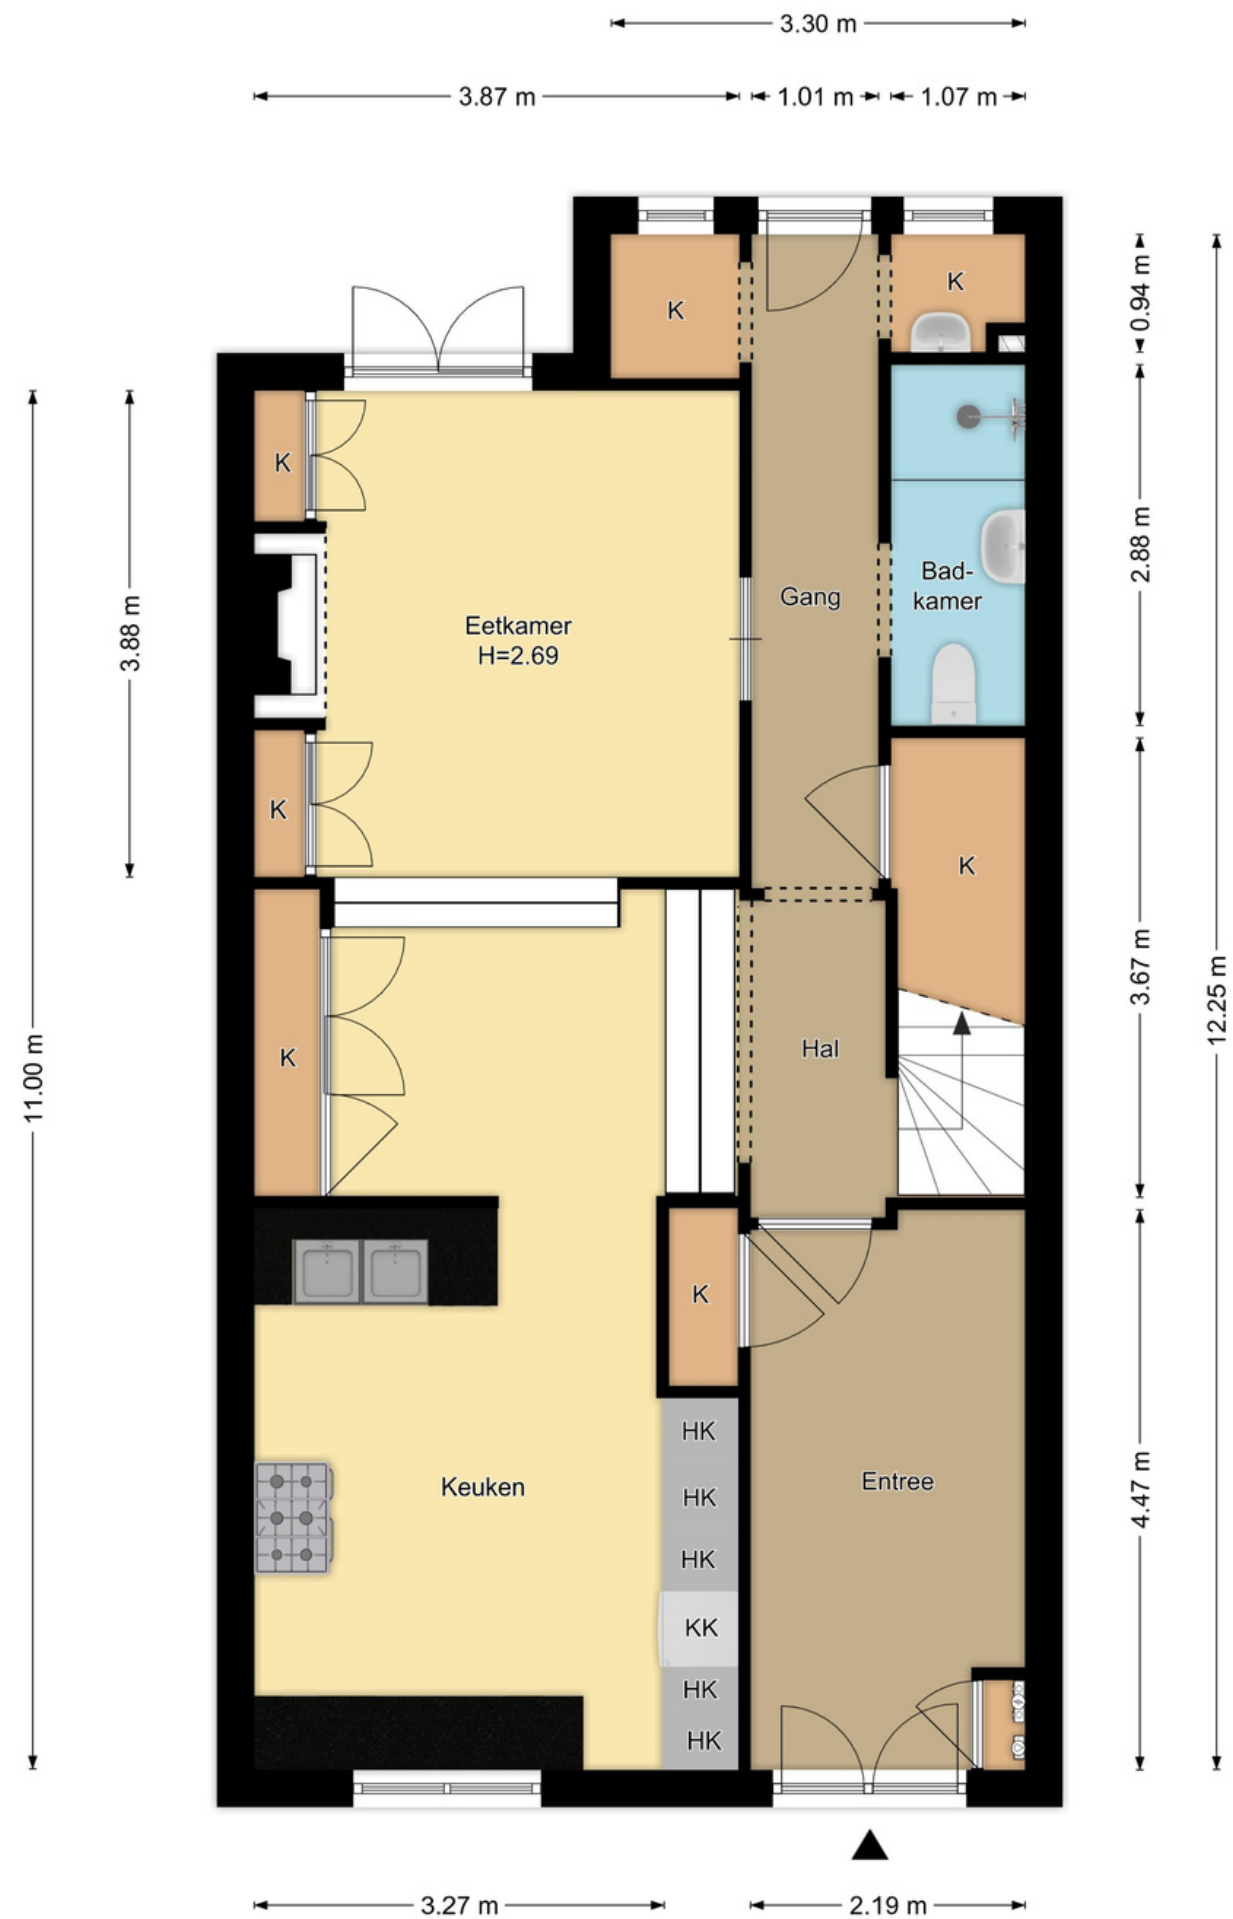 3.30 m
3.87 m
1.01 m
1.07 m
K
K
0.94 m
K
Bad-
kamer
2.88 m
Gang
Eetkamer
H=2.69
3.88 m
K
K
3.67 m
12.25 m
11.00 m
K
Hal
K
HK
HK
HK
KK
HK
HK
Keuken
Entree
4.47 m
3.27 m
2.19 m